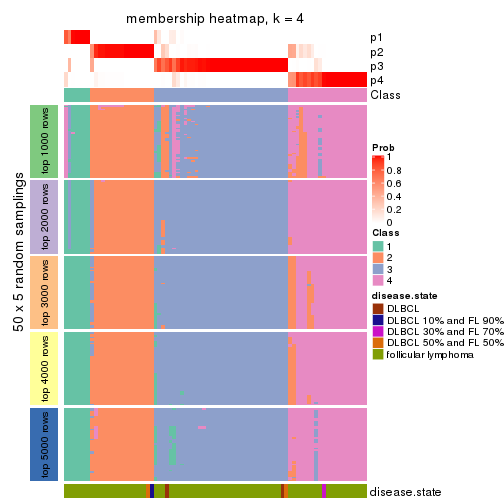 membership heatmap, k = 4
p1
p2
p3
p4
Class
50 x 5 random samplings
top 1000 rows
top 2000 rows
top 3000 rows
top 4000 rows
top 5000 rows
Prob
1
0.8
0.6
0.4
0.2
0
Class
1
2
3
4
disease.state
DLBCL
DLBCL 10% and FL 90%
DLBCL 30% and FL 70%
DLBCL 50% and FL 50%
follicular lymphoma
disease.state